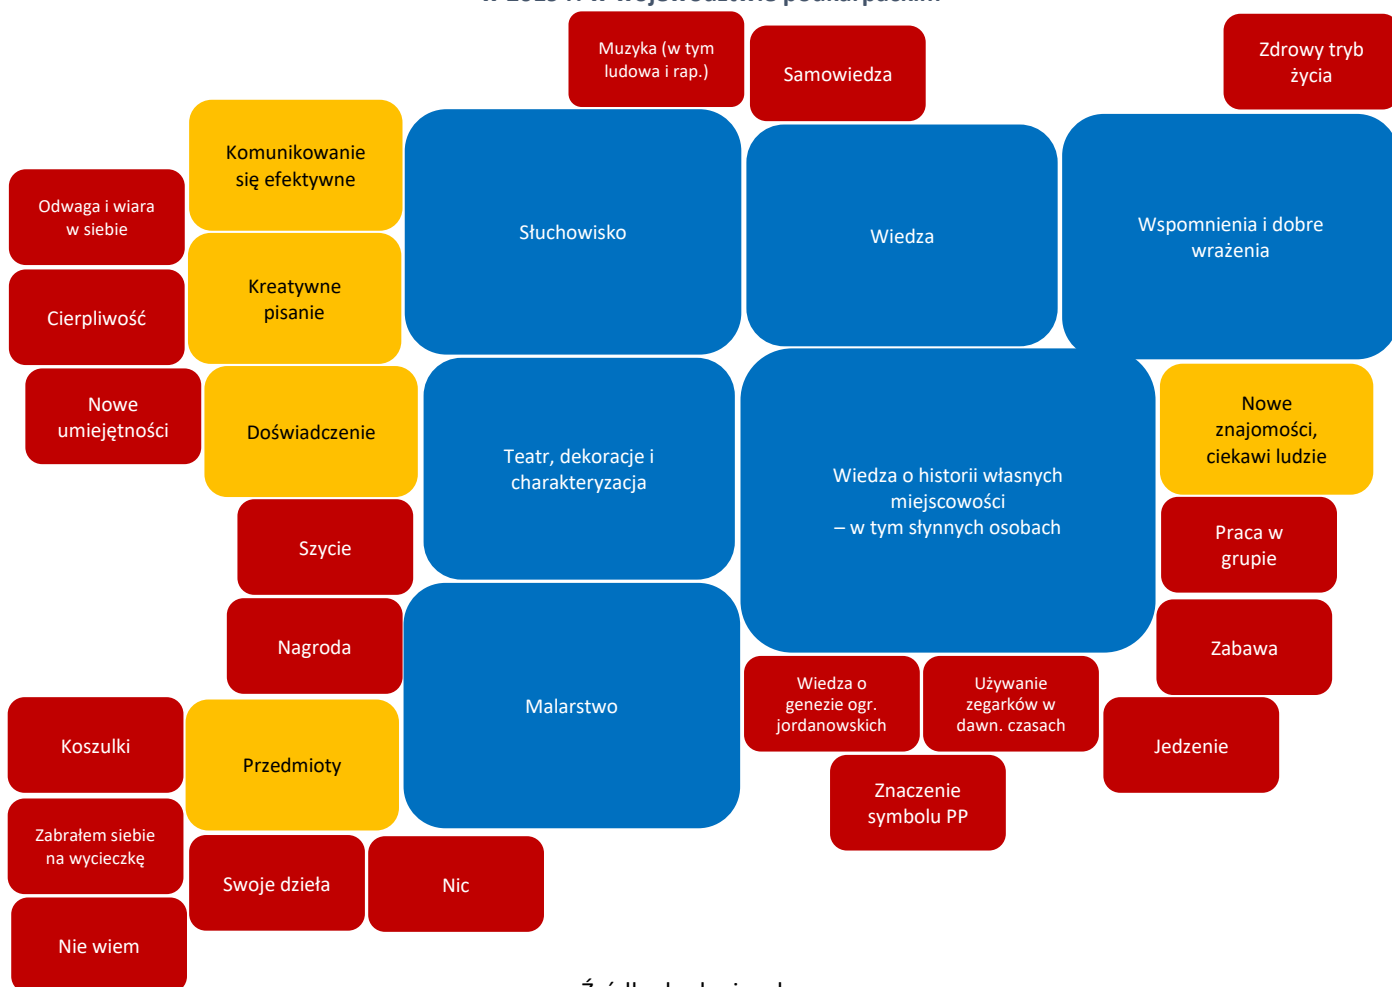 Muzyka (w tym
ludowa i rap.)
Samowiedza
Zdrowy tryb
życia
Komunikowanie
się efektywne
Odwaga i wiara
w siebie
Słuchowisko
Wiedza
Wspomnienia i dobre
wrażenia
Kreatywne
pisanie
Cierpliwość
Nowe
umiejętności
Doświadczenie
Teatr, dekoracje i
charakteryzacja
Wiedza o historii własnych
miejscowości
– w tym słynnych osobach
Nowe
znajomości,
ciekawi ludzie
Szycie
Praca w
grupie
Nagroda
Zabawa
Malarstwo
Wiedza o
genezie ogr.
jordanowskich
Używanie
zegarków w
dawn. czasach
Koszulki
Przedmioty
Jedzenie
Znaczenie
symbolu PP
Zabrałem siebie
na wycieczkę
Swoje dzieła
Nic
Nie wiem